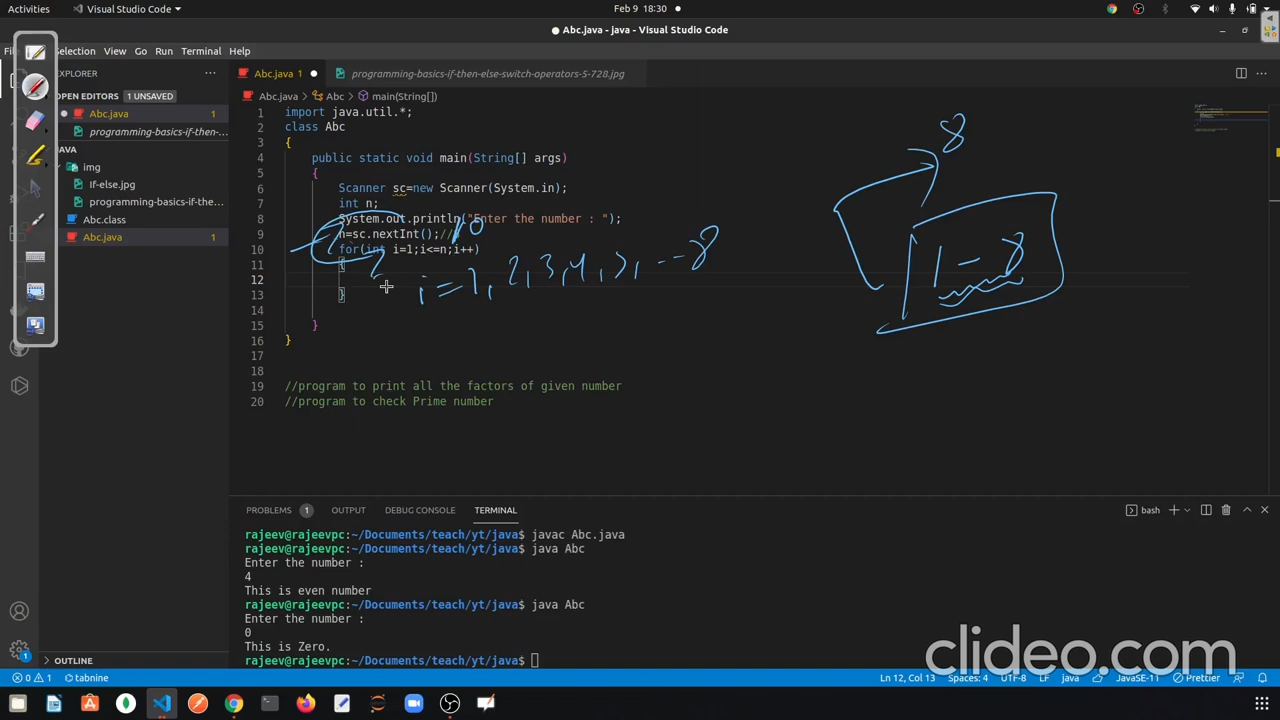 Activities
Visual Studio Code
Feb 9 18:30
Abc.java - java - Visual Studio Code
Selection View Go Run Terminal Help
EXPLORER
Abc.java 1
programming-basics-if-then-else-switch-operators-5-728.jpg
OPEN EDITORS 1 UNSAVED
Abc.java 1
programming-basics-if-then-...
Abc.java > Abc > main(String[])
JAVA
img
If-else.jpg
programming-basics-if-the...
Abc.class
Abc.java 1
1 import java.util.*;
2 class Abc
3 {
4 public static void main(String[] args)
5 {
6 Scanner sc=new Scanner(System.in);
7 int n;
8 System.out.println("Enter the number : ");
9 n=sc.nextInt();// 10
10 for(int i=1;i<=n;i++)
11 {
12
13 }
14
15 }
16 }
17
18
19 //program to print all the factors of given number
20 //program to check Prime number
8
1 - 8
i = 1, 2, 3, 4, 5, -- 8
PROBLEMS 1 OUTPUT DEBUG CONSOLE TERMINAL
bash
rajeev@rajeevpc:~/Documents/teach/yt/java$ javac Abc.java
rajeev@rajeevpc:~/Documents/teach/yt/java$ java Abc
Enter the number :
4
This is even number
rajeev@rajeevpc:~/Documents/teach/yt/java$ java Abc
Enter the number :
0
This is Zero.
rajeev@rajeevpc:~/Documents/teach/yt/java$
OUTLINE
clideo.com
0 1 tabnine
Ln 12, Col 13 Spaces: 4 UTF-8 LF java JavaSE-11 Prettier
1